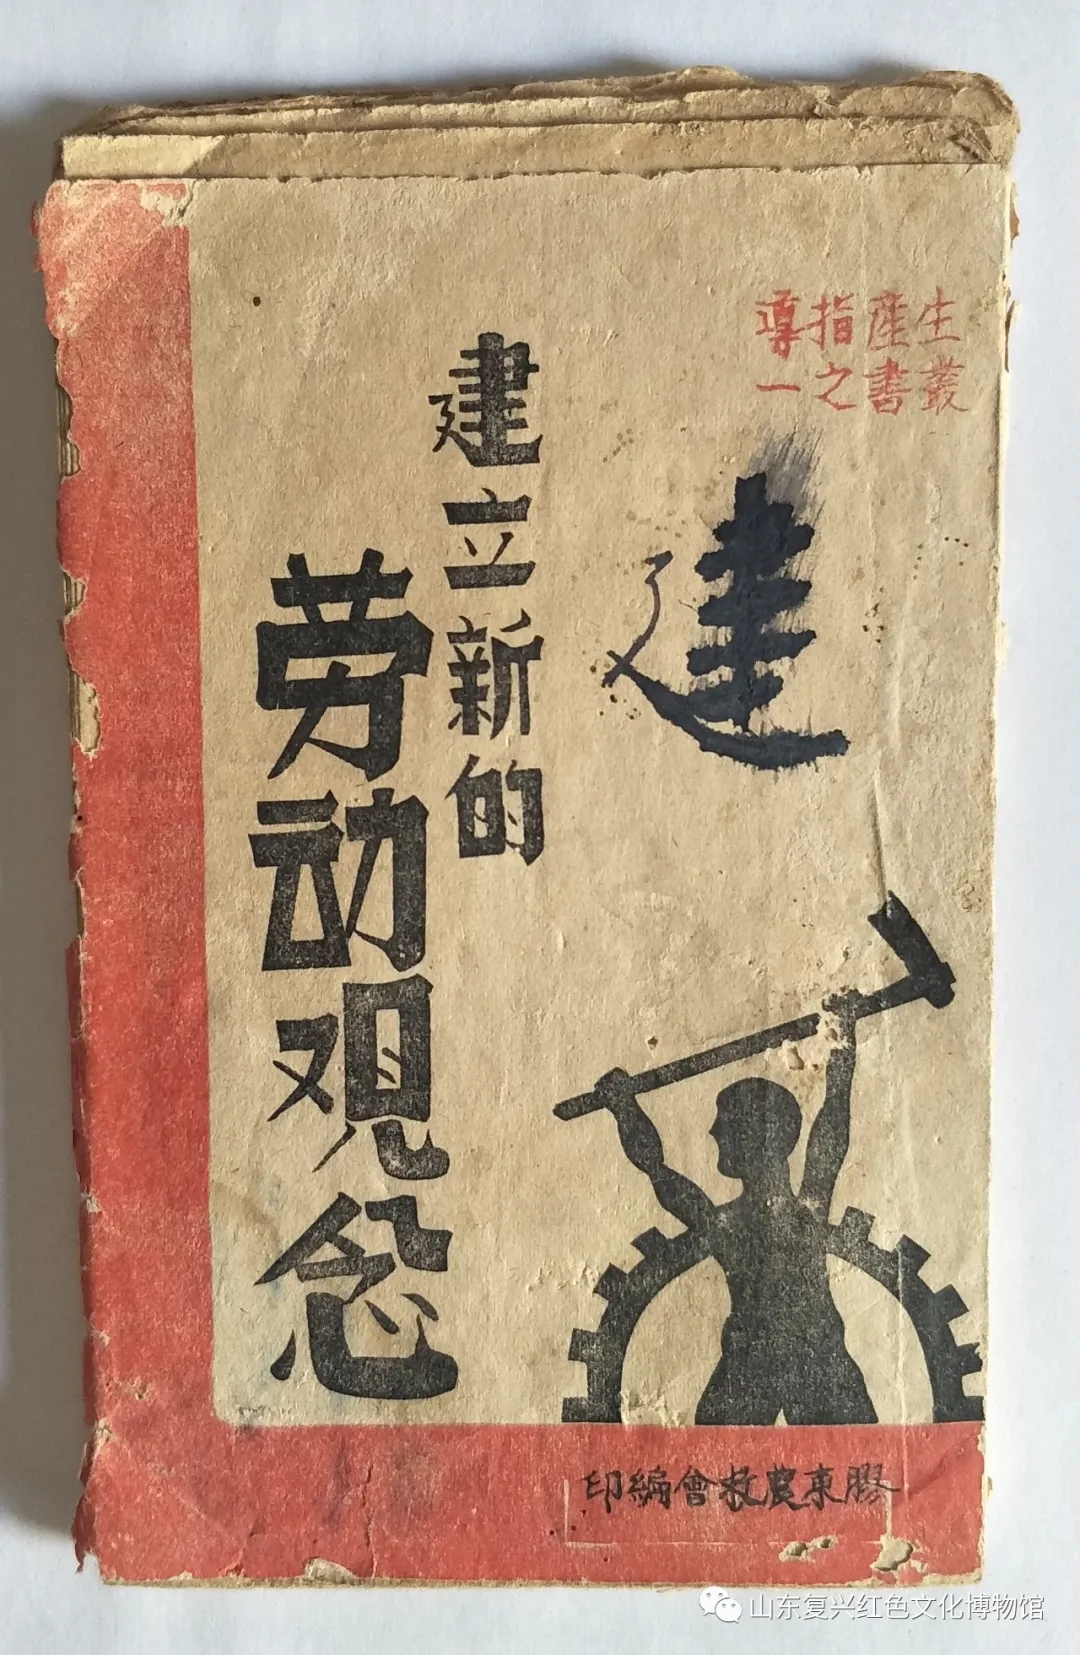 生產指導
叢書之一
建
建立新的
劳动观念
膠東農救會編印
山东复兴红色文化博物馆